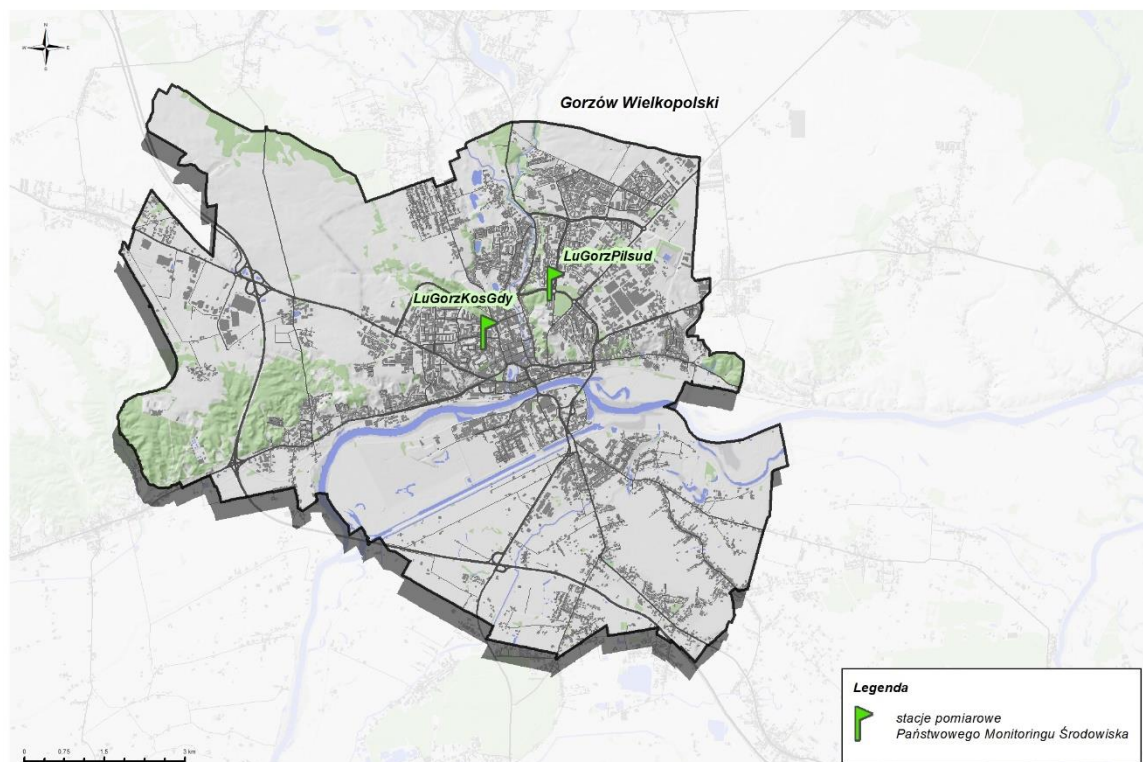 N
W E
S
Gorzów Wielkopolski
LuGorzPilsud
LuGorzKosGdy
Legenda
stacje pomiarowe
Państwowego Monitoringu Środowiska
0 0.75 1.5 3 km